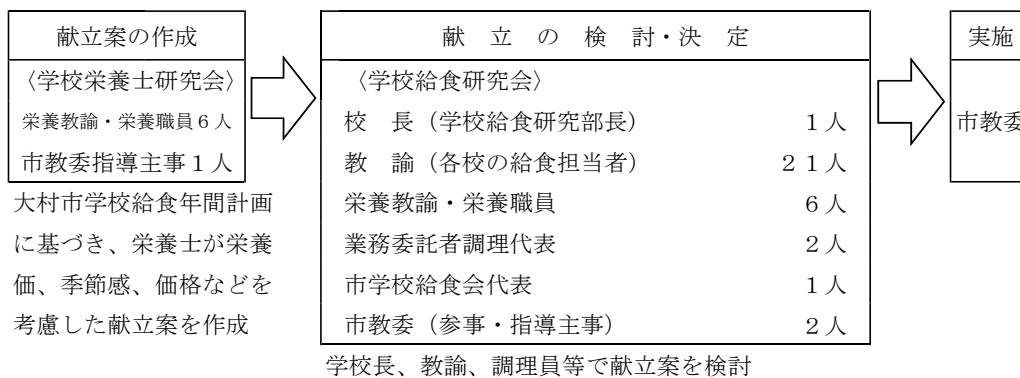 献立案の作成
〈学校栄養士研究会〉
栄養教諭・栄養職員6人
市教委指導主事1人
大村市学校給食年間計画
に基づき、栄養士が栄養
価、季節感、価格などを
考慮した献立案を作成
献 立 の 検 討・決 定
〈学校給食研究会〉
校 長(学校給食研究部長) 1人
教 諭(各校の給食担当者) 21人
栄養教諭・栄養職員 6人
業務委託者調理代表 2人
市学校給食会代表 1人
市教委(参事・指導主事) 2人
学校長、教諭、調理員等で献立案を検討
実施
市教委